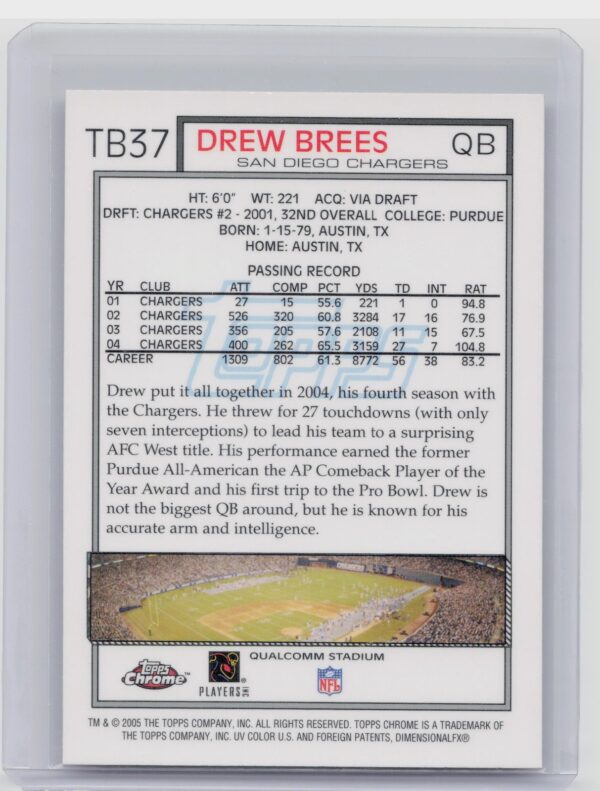 TB37 DREW BREES QB
SAN DIEGO CHARGERS
HT: 6'0" WT: 221 ACQ: VIA DRAFT
DRFT: CHARGERS #2 - 2001, 32ND OVERALL COLLEGE: PURDUE
BORN: 1-15-79, AUSTIN, TX
HOME: AUSTIN, TX
PASSING RECORD
YR CLUB ATT COMP PCT YDS TD INT RAT
01 CHARGERS 27 15 55.6 221 1 0 94.8
02 CHARGERS 526 320 60.8 3284 17 16 76.9
03 CHARGERS 356 205 57.6 2108 11 15 67.5
04 CHARGERS 400 262 65.5 3159 27 7 104.8
CAREER 1309 802 61.3 8772 56 38 83.2
Topps
Drew put it all together in 2004, his fourth season with
the Chargers. He threw for 27 touchdowns (with only
seven interceptions) to lead his team to a surprising
AFC West title. His performance earned the former
Purdue All-American the AP Comeback Player of the
Year Award and his first trip to the Pro Bowl. Drew is
not the biggest QB around, but he is known for his
accurate arm and intelligence.
CHARGERS
QUALCOMM STADIUM
Topps
Chrome
PLAYERS INC
NFL
TM & © 2005 THE TOPPS COMPANY, INC. ALL RIGHTS RESERVED. TOPPS CHROME IS A TRADEMARK OF
THE TOPPS COMPANY, INC. UV COLOR U.S. AND FOREIGN PATENTS, DIMENSIONALFX®